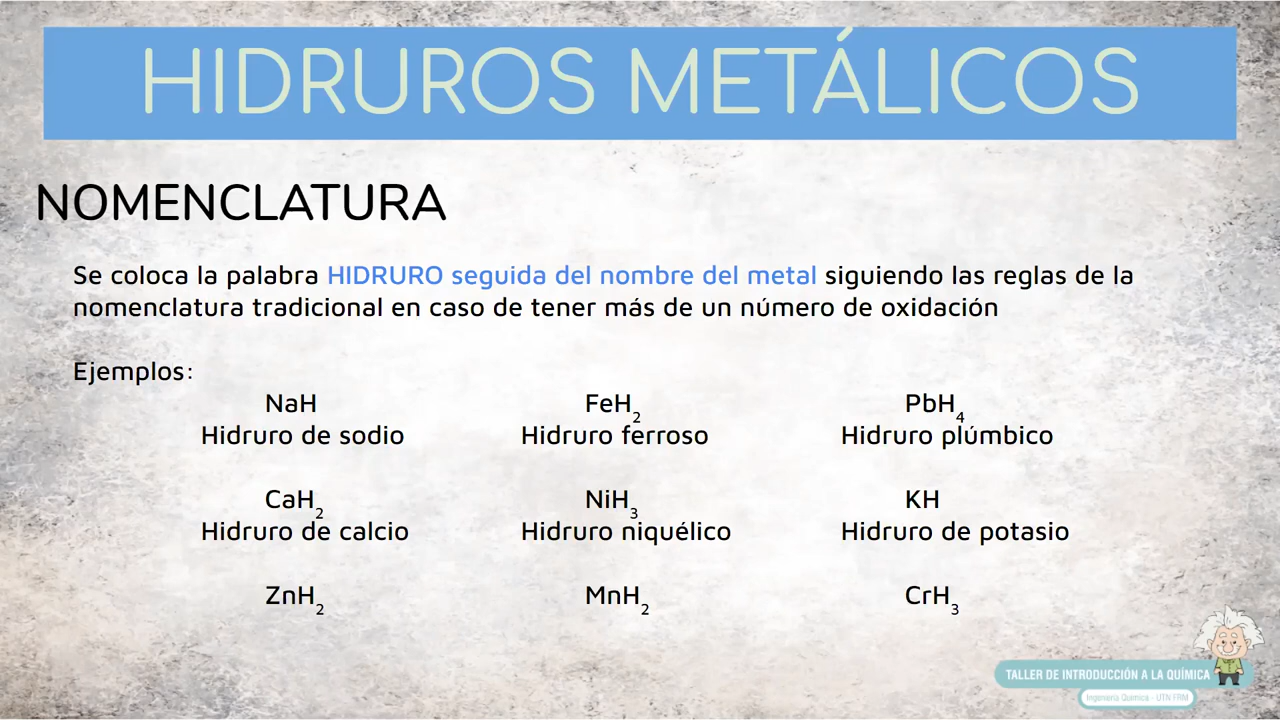 HIDRUROS METÁLICOS
NOMENCLATURA
Se coloca la palabra HIDRURO seguida del nombre del metal siguiendo las reglas de la
nomenclatura tradicional en caso de tener más de un número de oxidación
Ejemplos:
NaH FeH₂ PbH₄
Hidruro de sodio Hidruro ferroso Hidruro plúmbico
CaH₂ NiH₃ KH
Hidruro de calcio Hidruro niquélico Hidruro de potasio
ZnH₂ MnH₂ CrH₃
TALLER DE INTRODUCCIÓN A LA QUÍMICA
Ingeniería Química - UTN FRM